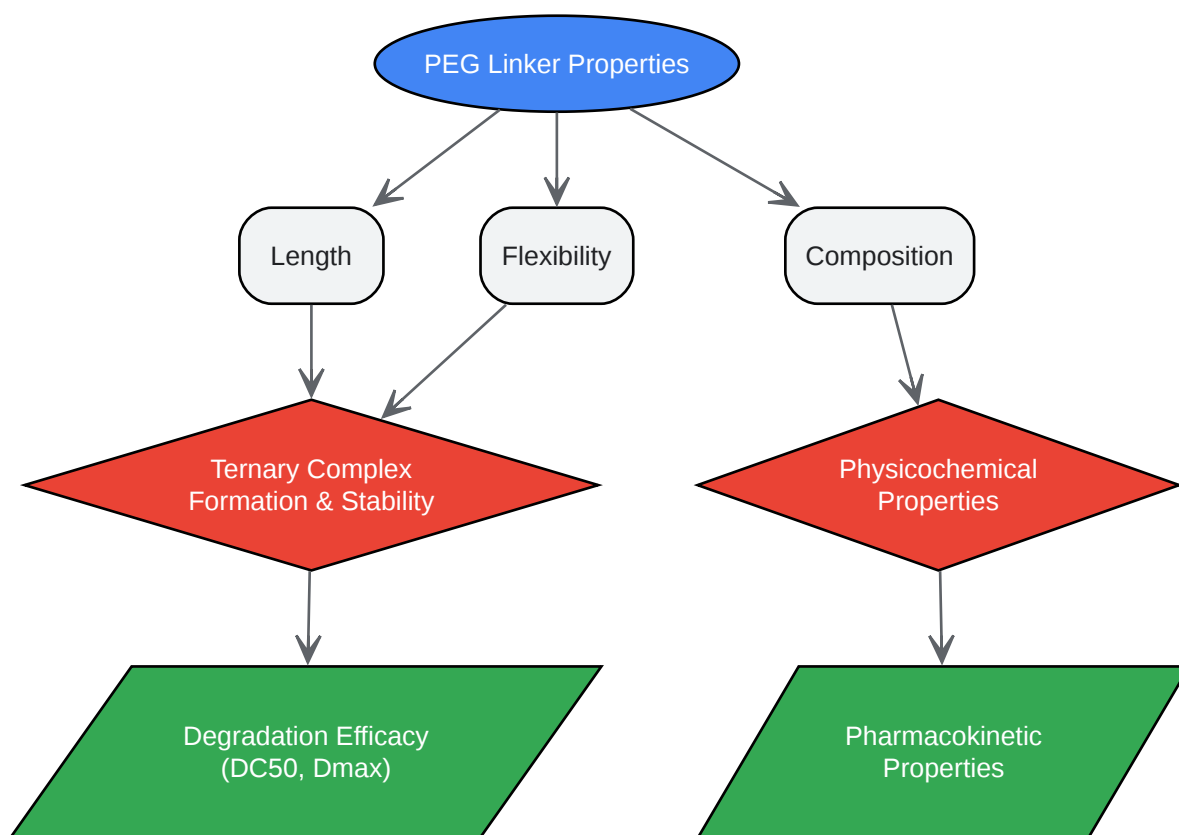 PEG Linker Properties
Length
Flexibility
Composition
Ternary Complex
Formation & Stability
Physicochemical
Properties
Degradation Efficacy
(DC50, Dmax)
Pharmacokinetic
Properties